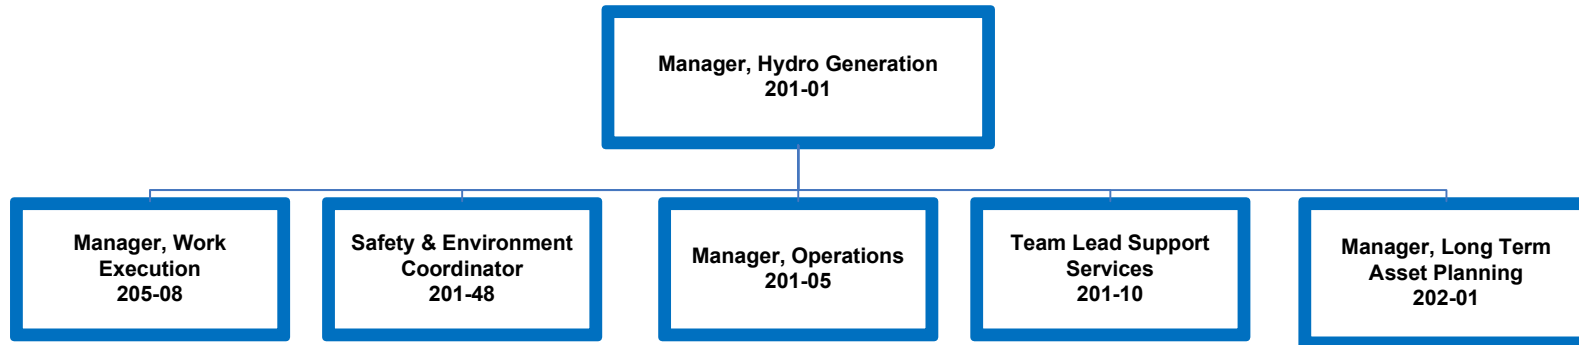 Manager, Hydro Generation
201-01
Manager, Work
Execution
205-08
Safety & Environment
Coordinator
201-48
Manager, Operations
201-05
Team Lead Support
Services
201-10
Manager, Long Term
Asset Planning
202-01